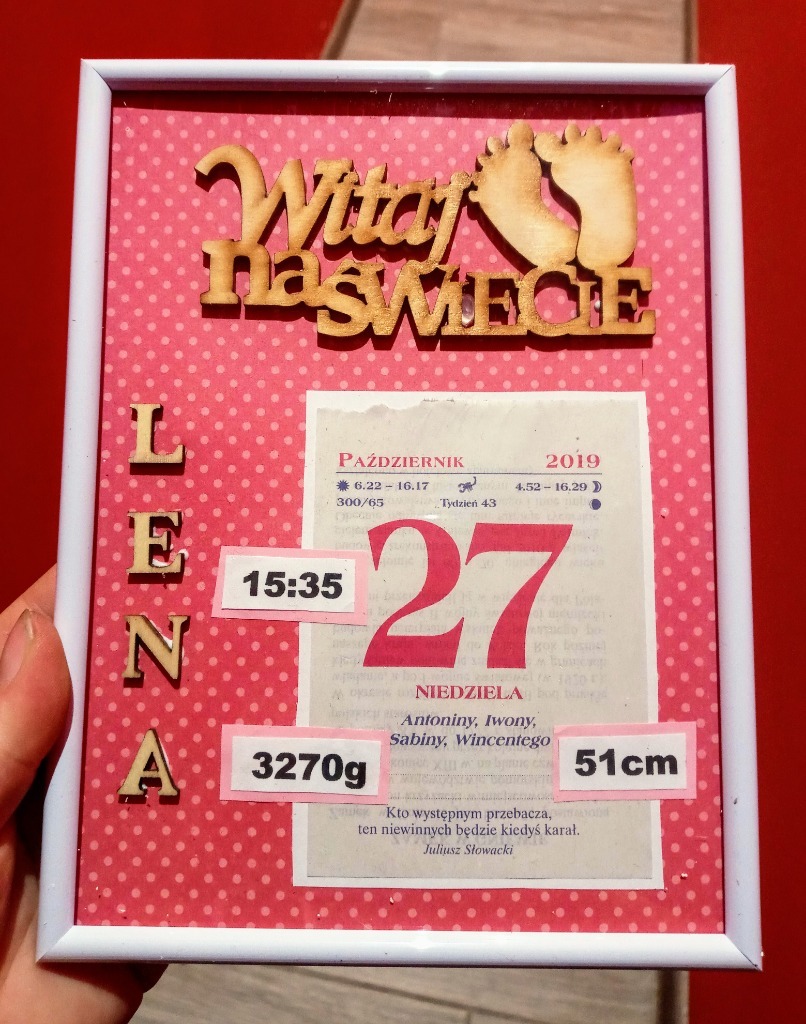 Witaj
na ŚWIECIE
LENA
PAŹDZIERNIK 2019
6.22 – 16.17 4.52 – 16.29
300/65 Tydzień 43
27
15:35
NIEDZIELA
Antoniny, Iwony,
Sabiny, Wincentego
3270g
51cm
Kto występnym przebacza,
ten niewinnych będzie kiedyś karał.
Juliusz Słowacki